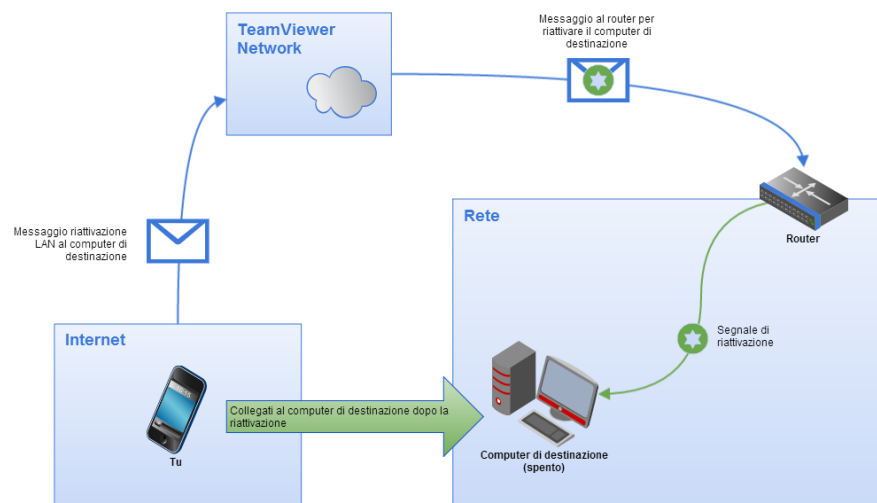 TeamViewer
Network
Messaggio al router per
riattivare il computer di
destinazione
Messaggio riattivazione
LAN al computer di
destinazione
Rete
Router
Internet
Segnale di
riattivazione
Collegati al computer di destinazione dopo la
riattivazione
Tu
Computer di destinazione
(spento)